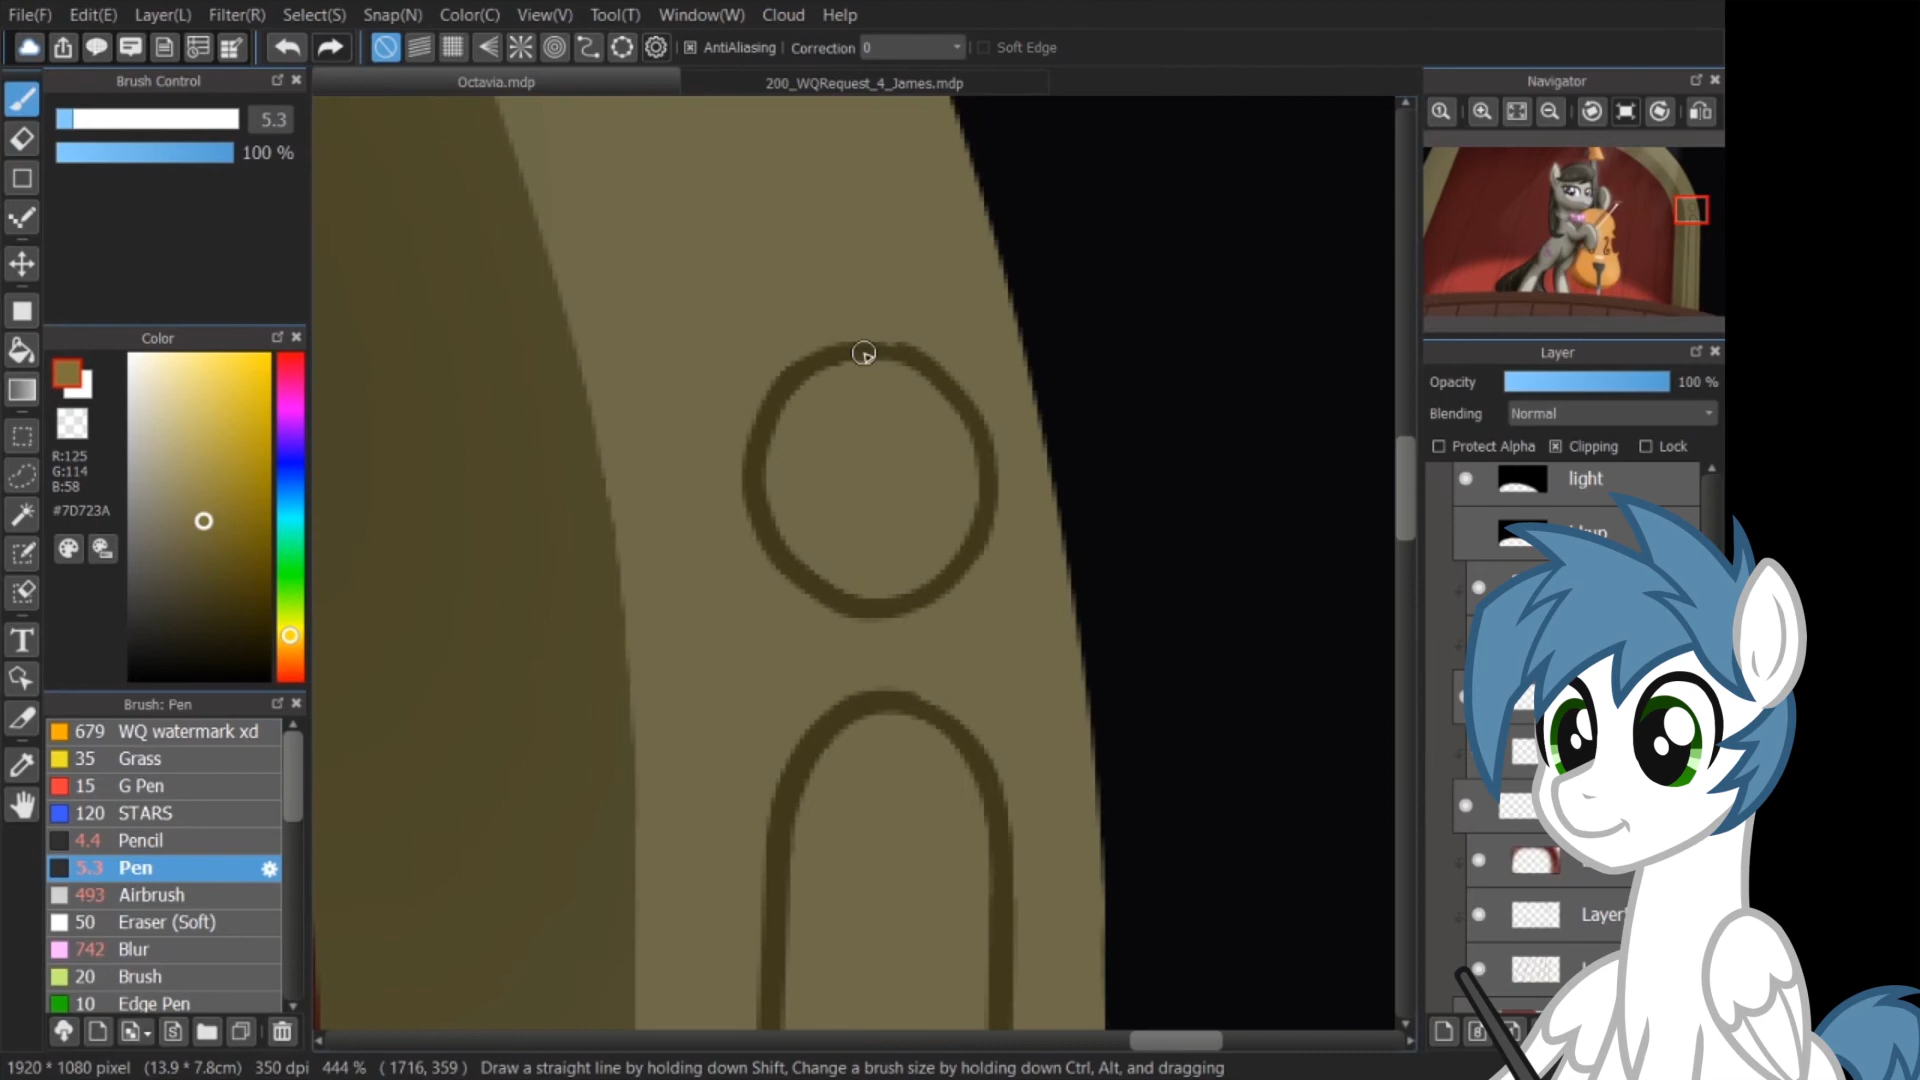 File(F) Edit(E) Layer(L) Filter(R) Select(S) Snap(N) Color(C) View(V) Tool(T) Window(W) Cloud Help
AntiAliasing Correction 0 Soft Edge
Brush Control
5.3
100 %
Octavia.mdp
200_WQRequest_4_James.mdp
Navigator
Color
R:125
G:114
B:58
#7D723A
Layer
Opacity 100 %
Blending Normal
Protect Alpha Clipping Lock
light
Layer
Brush: Pen
679 WQ watermark xd
35 Grass
15 G Pen
120 STARS
4.4 Pencil
5.3 Pen
493 Airbrush
50 Eraser (Soft)
742 Blur
20 Brush
10 Edge Pen
1920 * 1080 pixel (13.9 * 7.8cm) 350 dpi 444 % ( 1716, 359 ) Draw a straight line by holding down Shift, Change a brush size by holding down Ctrl, Alt, and dragging